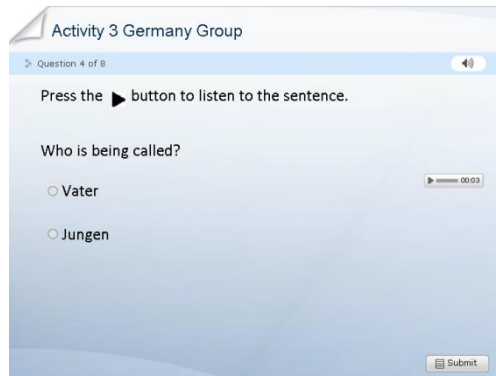 Activity 3 Germany Group
Question 4 of 8
Press the button to listen to the sentence.
Who is being called?
00:03
Vater
Jungen
Submit